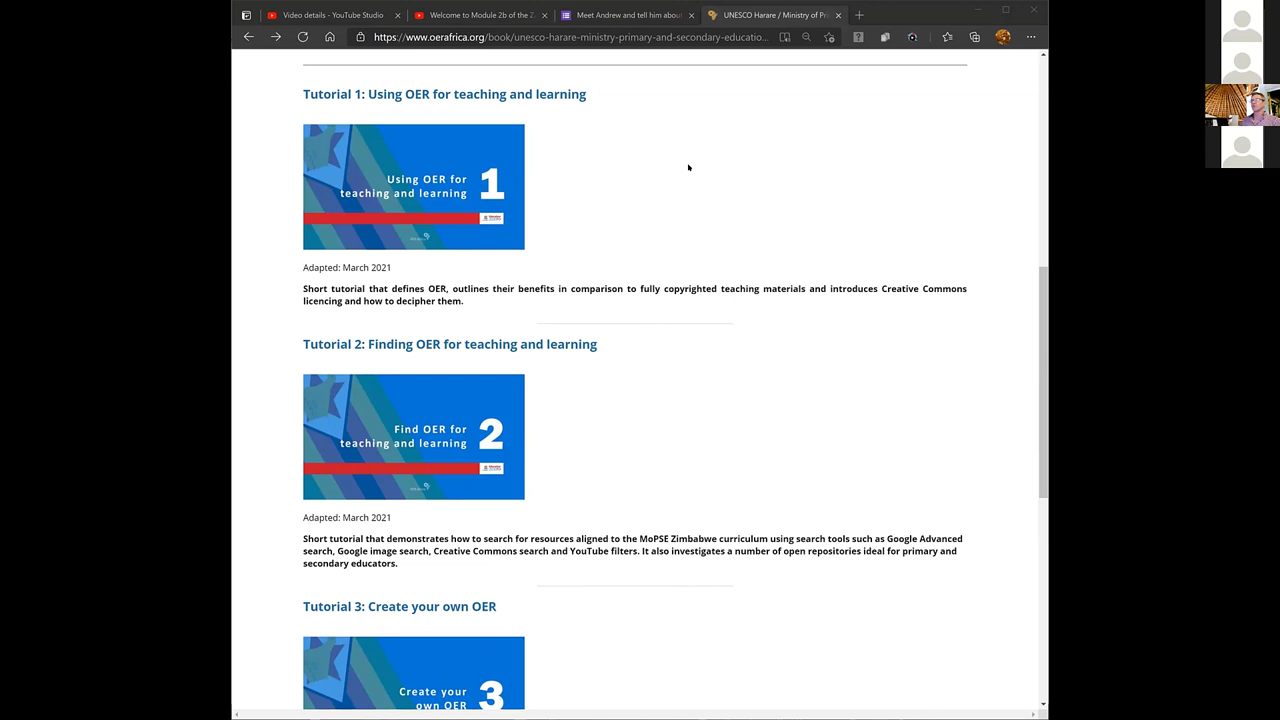 Video details - YouTube Studio
Welcome to Module 2b of the Z
Meet Andrew and tell him about
UNESCO Harare / Ministry of Pr
https://www.oerafrica.org/book/unesco-harare-ministry-primary-and-secondary-educatio...
Tutorial 1: Using OER for teaching and learning
Using OER for
teaching and learning
1
Adapted: March 2021
Short tutorial that defines OER, outlines their benefits in comparison to fully copyrighted teaching materials and introduces Creative Commons
licencing and how to decipher them.
Tutorial 2: Finding OER for teaching and learning
Find OER for
teaching and learning
2
Adapted: March 2021
Short tutorial that demonstrates how to search for resources aligned to the MoPSE Zimbabwe curriculum using search tools such as Google Advanced
search, Google image search, Creative Commons search and YouTube filters. It also investigates a number of open repositories ideal for primary and
secondary educators.
Tutorial 3: Create your own OER
Create your
own OER
3